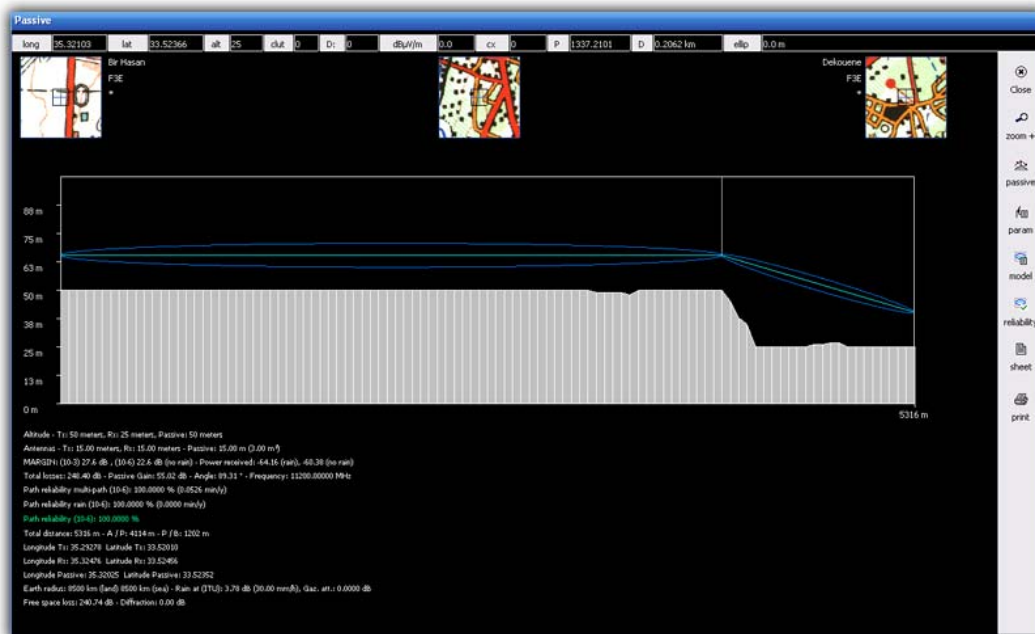 Passive
long 35.32103 lat 33.52366 alt 25 clut 0 D: 0 dBµV/m 0.0 cx 0 P 1337.2101 D 0.2062 km ellip 0.0 m
Bir Hasan
F3E
*
Dekouene
F3E
*
Close
zoom +
passive
param
model
reliability
sheet
print
88 m
75 m
63 m
50 m
38 m
25 m
13 m
0 m
5316 m
Altitude - Tx: 50 meters, Rx: 25 meters, Passive: 50 meters
Antennas - Tx: 15.00 meters, Rx: 15.00 meters - Passive: 15.00 m (3.00 m²)
MARGIN: (10-3) 27.6 dB , (10-6) 22.6 dB (no rain) - Power received: -64.16 (rain), -60.38 (no rain)
Total losses: 248.40 dB - Passive Gain: 55.02 dB - Angle: 89.31 ° - Frequency: 11200.00000 MHz
Path reliability multi-path (10-6): 100.0000 % (0.0526 min/y)
Path reliability rain (10-6): 100.0000 % (0.0000 min/y)
Path reliability (10-6): 100.0000 %
Total distance: 5316 m - A / P: 4114 m - P / B: 1202 m
Longitude Tx: 35.29278 Latitude Tx: 33.52010
Longitude Rx: 35.32476 Latitude Rx: 33.52456
Longitude Passive: 35.32025 Latitude Passive: 33.52352
Earth radius: 8500 km (land) 8500 km (sea) - Rain at (ITU): 3.78 dB (30.00 mm/h), Gaz. att.: 0.0000 dB
Free space loss: 240.74 dB - Diffraction: 0.00 dB